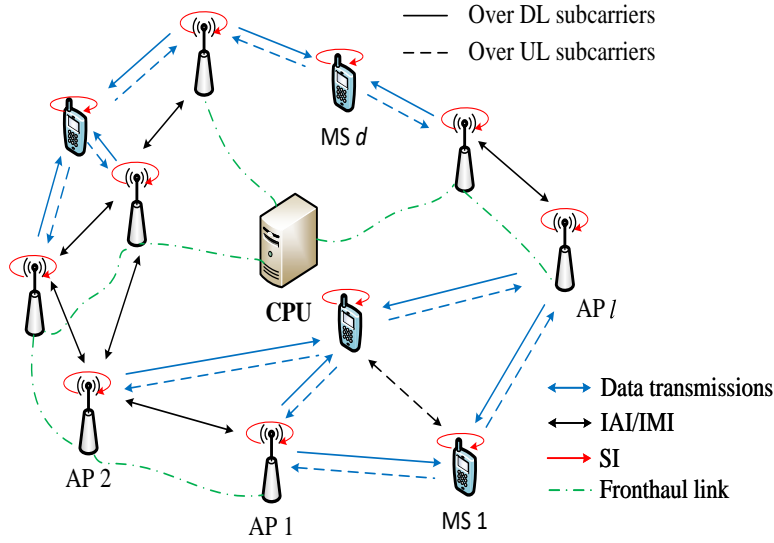 Over DL subcarriers
Over UL subcarriers
MS d
CPU
AP l
Data transmissions
IAI/IMI
SI
Fronthaul link
AP 2
AP 1
MS 1